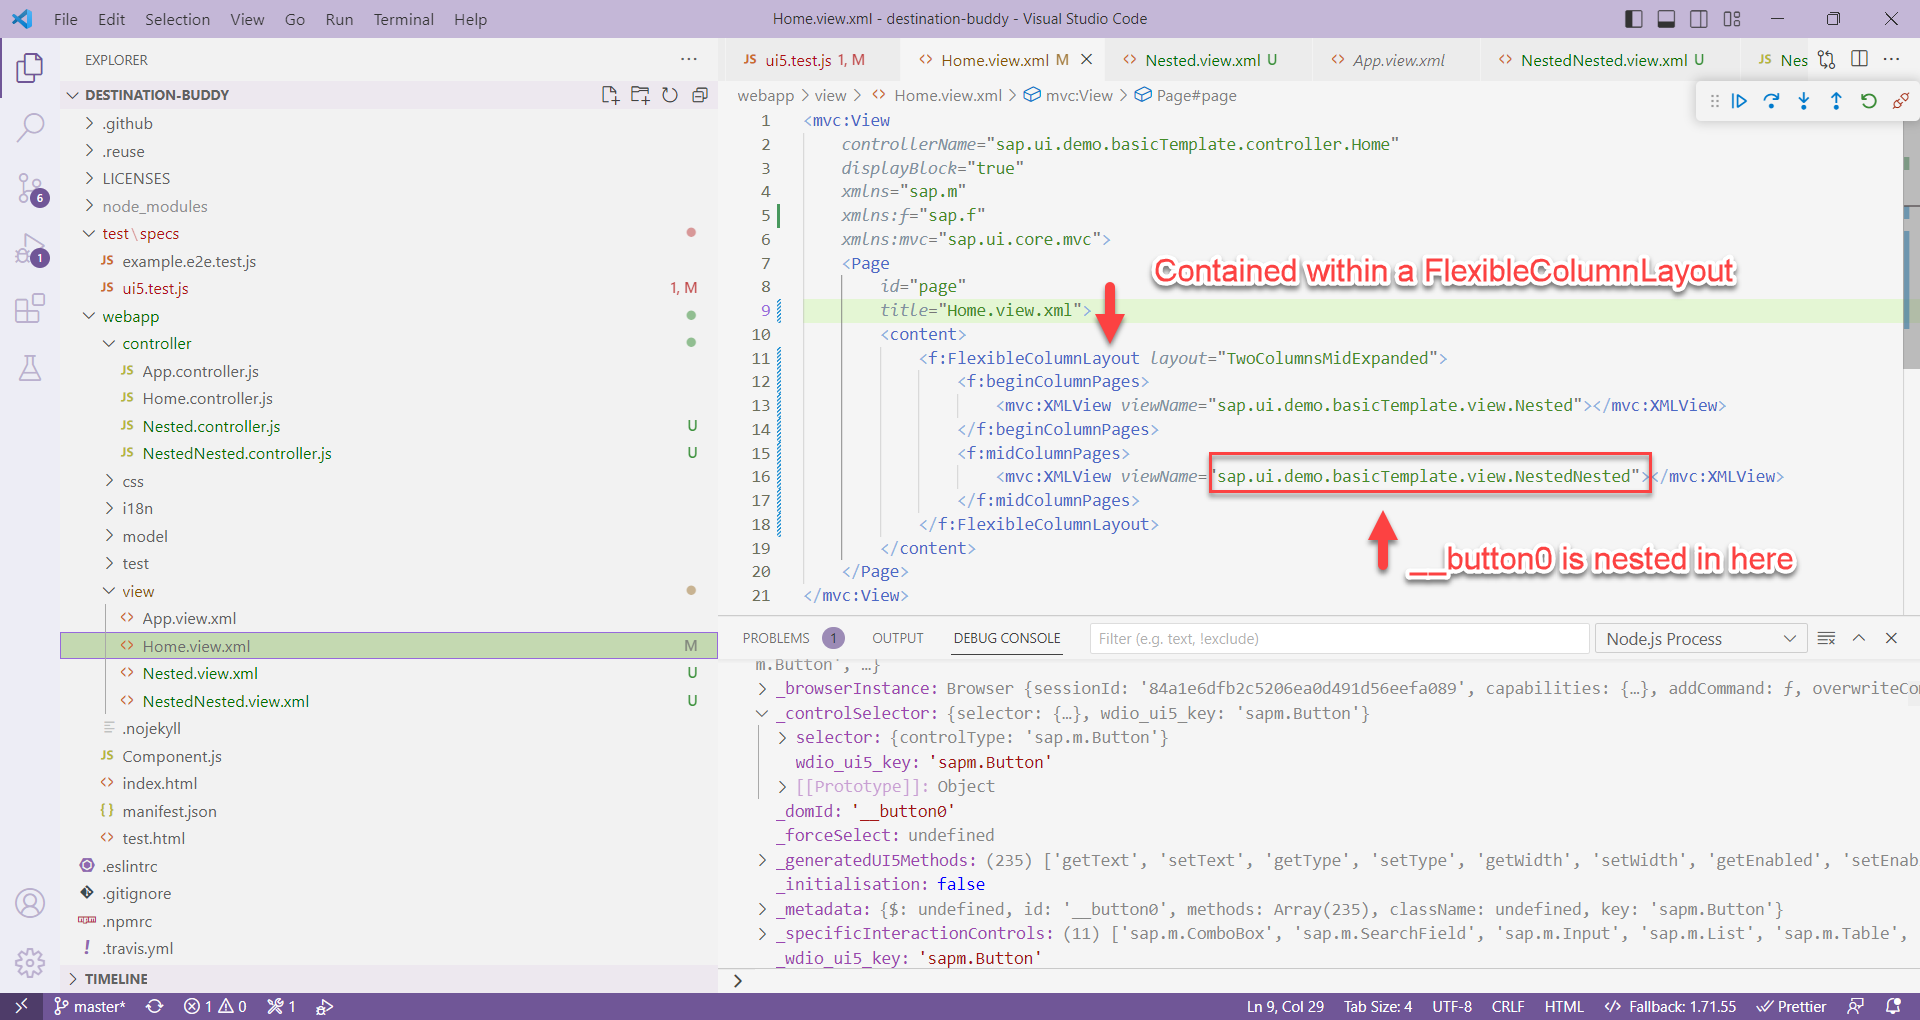 File Edit Selection View Go Run Terminal Help
Home.view.xml - destination-buddy - Visual Studio Code
EXPLORER
DESTINATION-BUDDY
.github
.reuse
LICENSES
node_modules
test\specs
JS example.e2e.test.js
JS ui5.test.js 1, M
webapp
controller
JS App.controller.js
JS Home.controller.js
JS Nested.controller.js U
JS NestedNested.controller.js U
css
i18n
model
test
view
App.view.xml
Home.view.xml M
Nested.view.xml U
NestedNested.view.xml U
.nojekyll
JS Component.js
index.html
manifest.json
test.html
.eslintrc
.gitignore
.npmrc
.travis.yml
TIMELINE
6
1
JS ui5.test.js 1, M
Home.view.xml M
Nested.view.xml U
App.view.xml
NestedNested.view.xml U
JS Nes
webapp > view > Home.view.xml > mvc:View > Page#page
1 <mvc:View
2 controllerName="sap.ui.demo.basicTemplate.controller.Home"
3 displayBlock="true"
4 xmlns="sap.m"
5 xmlns:f="sap.f"
6 xmlns:mvc="sap.ui.core.mvc">
7 <Page
8 id="page"
9 title="Home.view.xml">
10 <content>
11 <f:FlexibleColumnLayout layout="TwoColumnsMidExpanded">
12 <f:beginColumnPages>
13 <mvc:XMLView viewName="sap.ui.demo.basicTemplate.view.Nested"></mvc:XMLView>
14 </f:beginColumnPages>
15 <f:midColumnPages>
16 <mvc:XMLView viewName="sap.ui.demo.basicTemplate.view.NestedNested"></mvc:XMLView>
17 </f:midColumnPages>
18 </f:FlexibleColumnLayout>
19 </content>
20 </Page>
21 </mvc:View>
Contained within a FlexibleColumnLayout
__button0 is nested in here
PROBLEMS 1 OUTPUT DEBUG CONSOLE
Filter (e.g. text, !exclude)
Node.js Process
m.Button', …}
_browserInstance: Browser {sessionId: '84a1e6dfb2c5206ea0d491d56eefa089', capabilities: {…}, addCommand: ƒ, overwriteCo
_controlSelector: {selector: {…}, wdio_ui5_key: 'sapm.Button'}
selector: {controlType: 'sap.m.Button'}
wdio_ui5_key: 'sapm.Button'
[[Prototype]]: Object
_domId: '__button0'
_forceSelect: undefined
_generatedUI5Methods: (235) ['getText', 'setText', 'getType', 'setType', 'getWidth', 'setWidth', 'getEnabled', 'setEnab
_initialisation: false
_metadata: {$: undefined, id: '__button0', methods: Array(235), className: undefined, key: 'sapm.Button'}
_specificInteractionControls: (11) ['sap.m.ComboBox', 'sap.m.SearchField', 'sap.m.Input', 'sap.m.List', 'sap.m.Table',
_wdio_ui5_key: 'sapm.Button'
>
master* 1 0 1
Ln 9, Col 29 Tab Size: 4 UTF-8 CRLF HTML Fallback: 1.71.55 Prettier